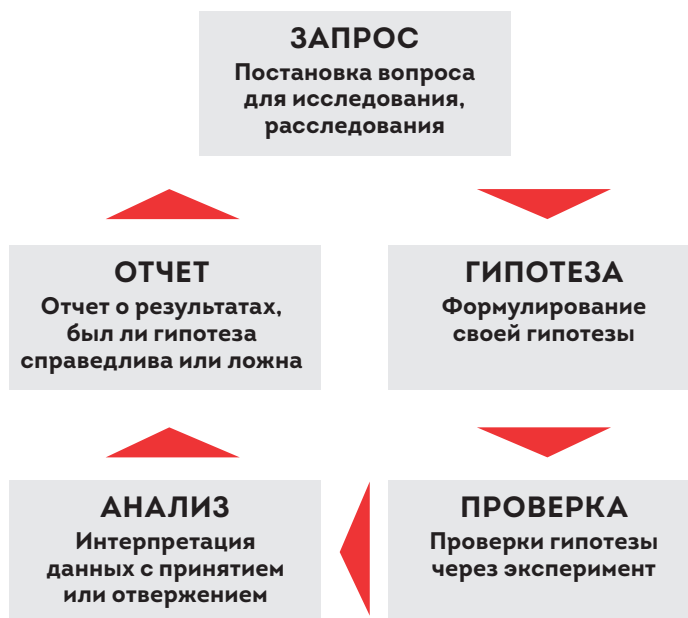 ЗАПРОС
Постановка вопроса
для исследования,
расследования
ГИПОТЕЗА
Формулирование
своей гипотезы
ПРОВЕРКА
Проверки гипотезы
через эксперимент
АНАЛИЗ
Интерпретация
данных с принятием
или отвержением
ОТЧЕТ
Отчет о результатах,
был ли гипотеза
справедлива или ложна